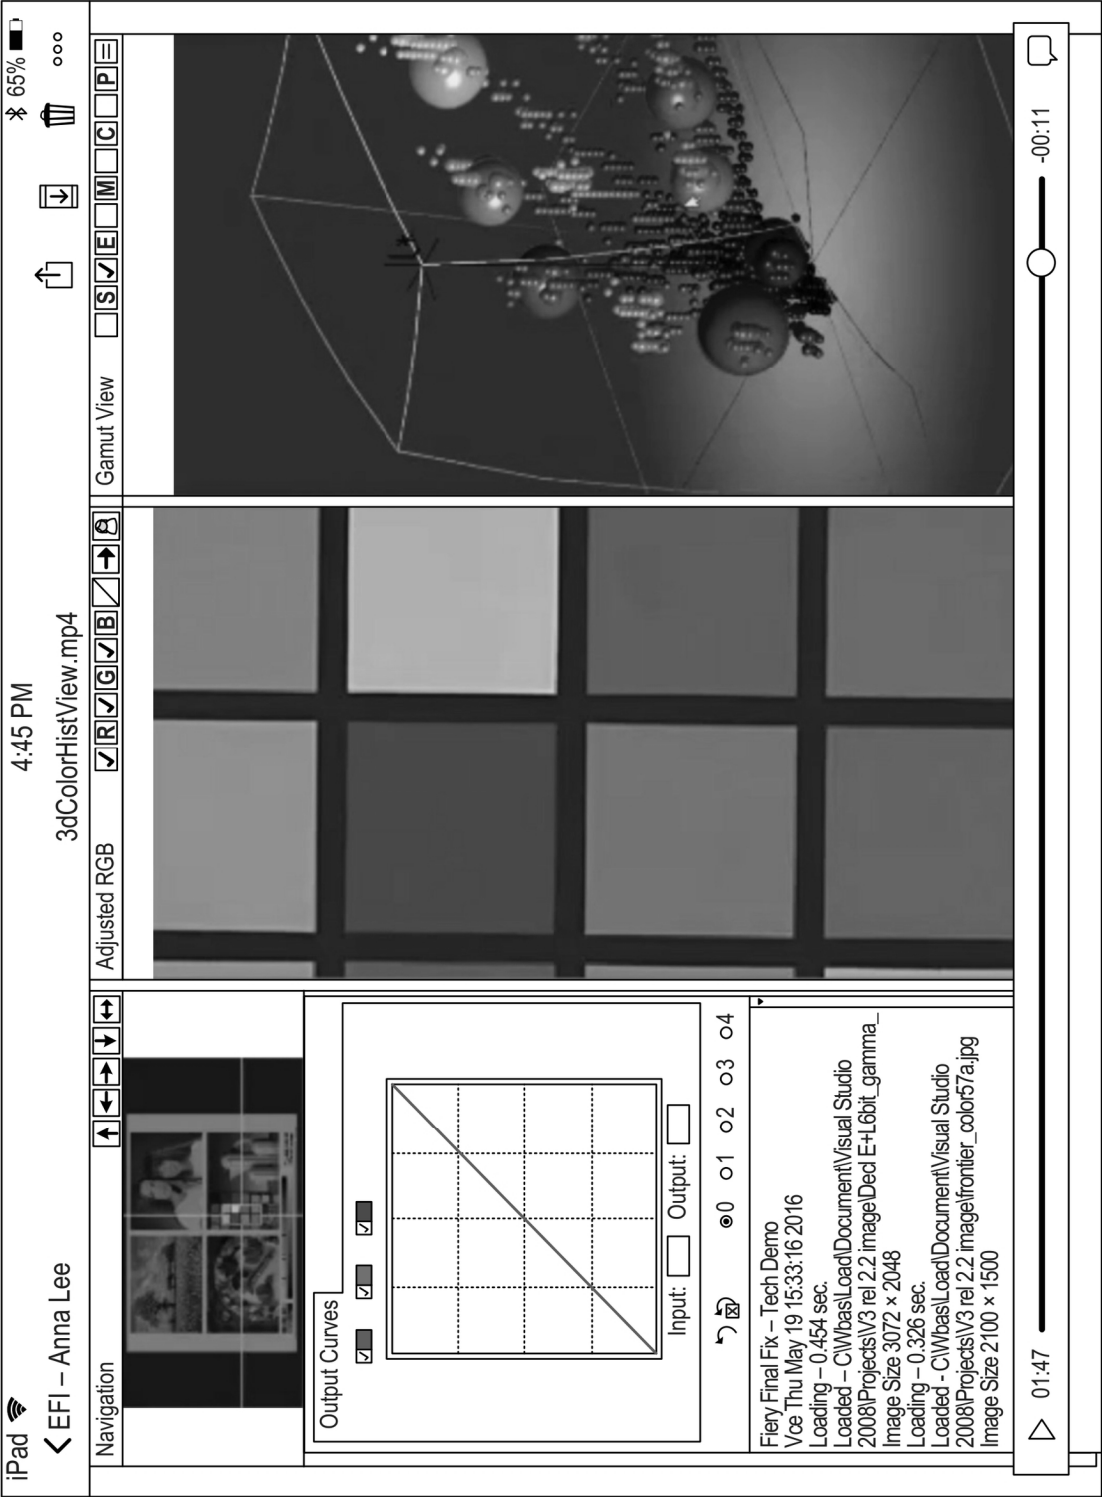 iPad 4:45 PM 65%
EFI – Anna Lee 3dColorHistView.mp4
Navigation
Adjusted RGB R G B
Gamut View S E M C P
Output Curves
Input: Output:
0 1 2 3 4
Fiery Final Fix – Tech Demo
Vce Thu May 19 15:33:16 2016
Loading – 0.454 sec.
Loaded – C\Wbas\Load\Document\Visual Studio
2008\Projects\V3 rel 2.2 image\Ded E+L6bit_gamma_
Image Size 3072 × 2048
Loading – 0.326 sec.
Loaded - C\Wbas\Load\Document\Visual Studio
2008\Projects\V3 rel 2.2 image\frontier_color57a.jpg
Image Size 2100 × 1500
01:47 -00:11